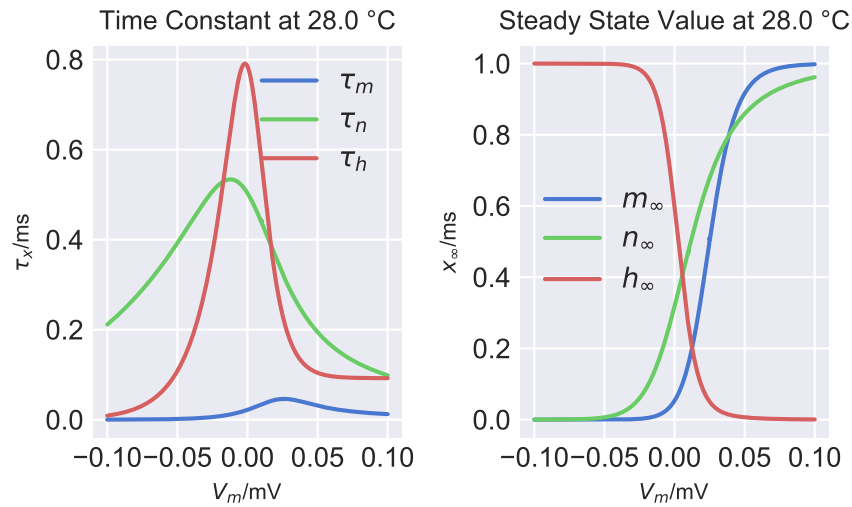 Time Constant at 28.0 °C
0.8
0.6
0.4
0.2
0.0
τₓ/ms
τₘ
τₙ
τₕ
−0.10−0.05 0.00 0.05 0.10
Vₘ/mV
Steady State Value at 28.0 °C
1.0
0.8
0.6
0.4
0.2
0.0
x∞/ms
m∞
n∞
h∞
−0.10−0.05 0.00 0.05 0.10
Vₘ/mV